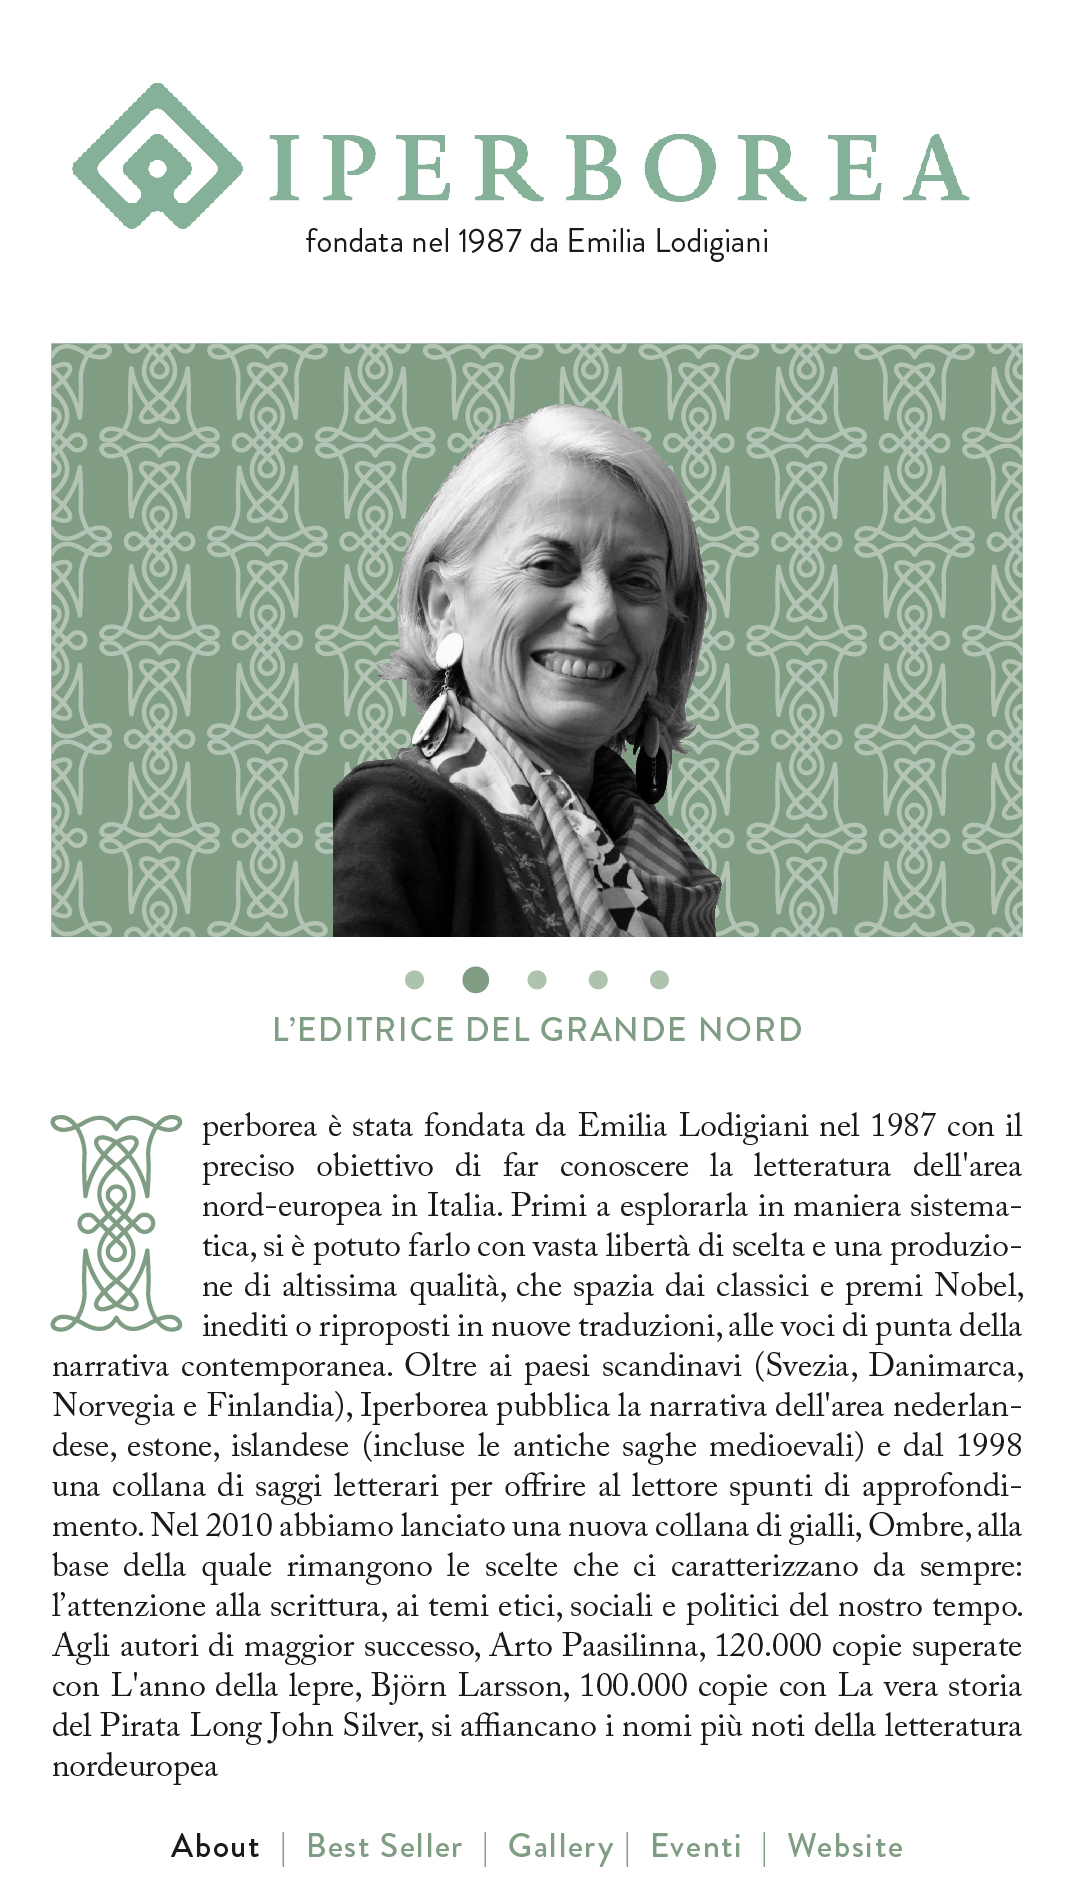 IPERBOREA
fondata nel 1987 da Emilia Lodigiani
L’EDITRICE DEL GRANDE NORD
Iperborea è stata fondata da Emilia Lodigiani nel 1987 con il
preciso obiettivo di far conoscere la letteratura dell'area
nord-europea in Italia. Primi a esplorarla in maniera sistema-
tica, si è potuto farlo con vasta libertà di scelta e una produzio-
ne di altissima qualità, che spazia dai classici e premi Nobel,
inediti o riproposti in nuove traduzioni, alle voci di punta della
narrativa contemporanea. Oltre ai paesi scandinavi (Svezia, Danimarca,
Norvegia e Finlandia), Iperborea pubblica la narrativa dell'area nederlan-
dese, estone, islandese (incluse le antiche saghe medioevali) e dal 1998
una collana di saggi letterari per offrire al lettore spunti di approfondi-
mento. Nel 2010 abbiamo lanciato una nuova collana di gialli, Ombre, alla
base della quale rimangono le scelte che ci caratterizzano da sempre:
l’attenzione alla scrittura, ai temi etici, sociali e politici del nostro tempo.
Agli autori di maggior successo, Arto Paasilinna, 120.000 copie superate
con L'anno della lepre, Björn Larsson, 100.000 copie con La vera storia
del Pirata Long John Silver, si affiancano i nomi più noti della letteratura
nordeuropea
About | Best Seller | Gallery | Eventi | Website